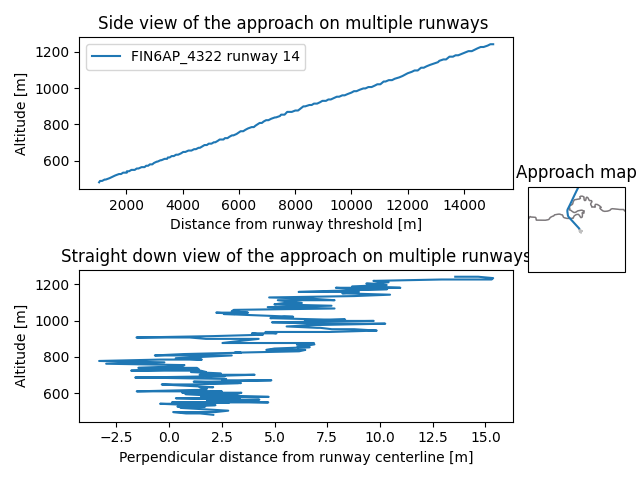 Side view of the approach on multiple runways
FIN6AP_4322 runway 14
Altitude [m]
1200
1000
800
600
2000 4000 6000 8000 10000 12000 14000
Distance from runway threshold [m]
Approach map
Straight down view of the approach on multiple runways
Altitude [m]
1200
1000
800
600
−2.5 0.0 2.5 5.0 7.5 10.0 12.5 15.0
Perpendicular distance from runway centerline [m]